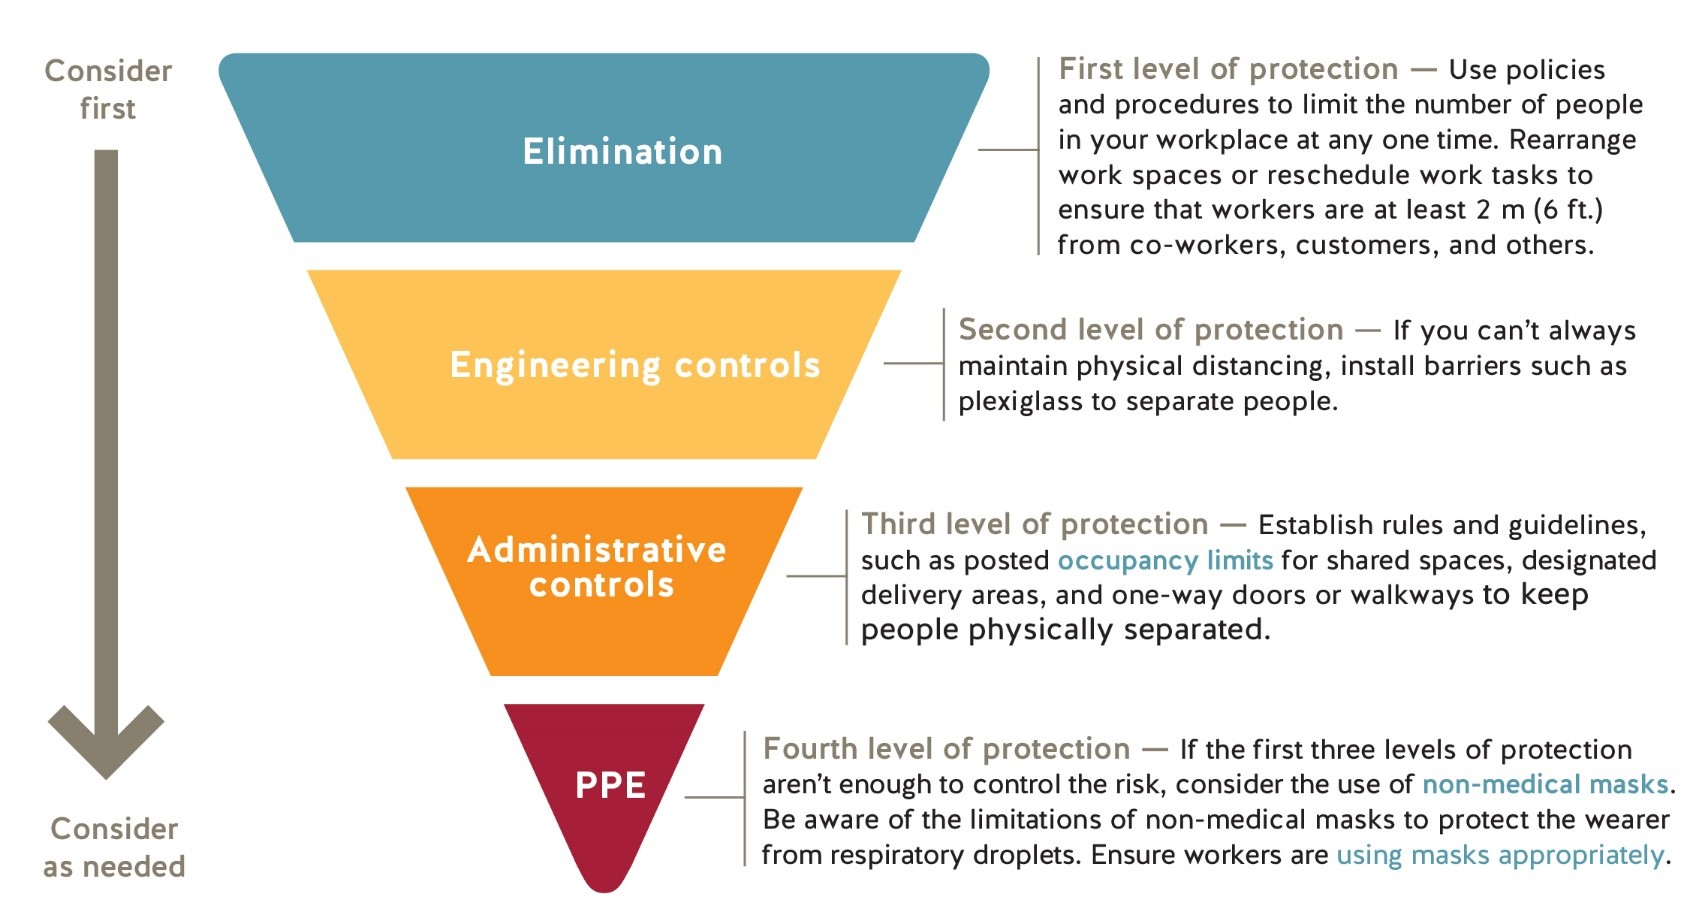 Consider
first
Elimination
First level of protection — Use policies
and procedures to limit the number of people
in your workplace at any one time. Rearrange
work spaces or reschedule work tasks to
ensure that workers are at least 2 m (6 ft.)
from co-workers, customers, and others.
Engineering controls
Second level of protection — If you can’t always
maintain physical distancing, install barriers such as
plexiglass to separate people.
Administrative
controls
Third level of protection — Establish rules and guidelines,
such as posted occupancy limits for shared spaces, designated
delivery areas, and one-way doors or walkways to keep
people physically separated.
PPE
Fourth level of protection — If the first three levels of protection
aren’t enough to control the risk, consider the use of non-medical masks.
Be aware of the limitations of non-medical masks to protect the wearer
from respiratory droplets. Ensure workers are using masks appropriately.
Consider
as needed